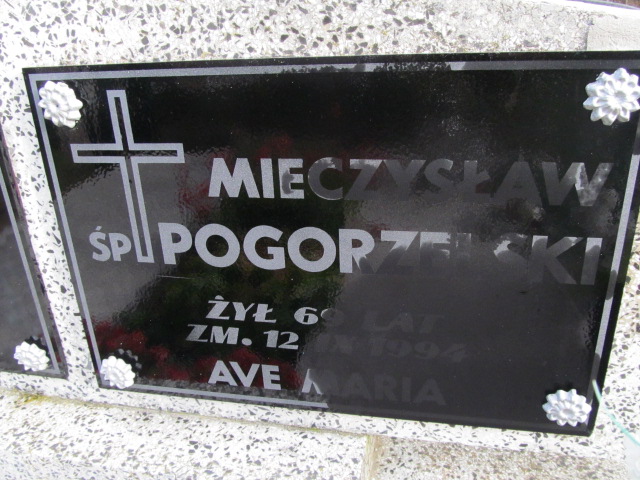 MIECZYSŁAW
ŚP POGORZELSKI
ŻYŁ LAT
ZM. 12 1994
AVE MARIA